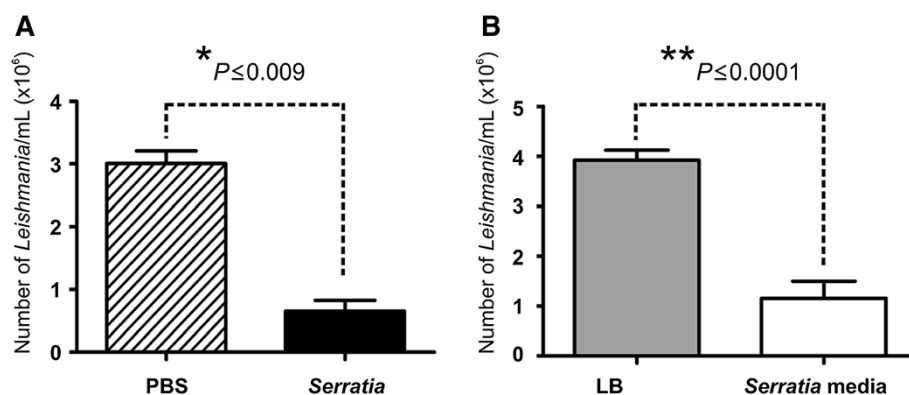 A
*
P≤0.009
Number of Leishmania/mL (x10⁶)
4
3
2
1
0
PBS
Serratia
B
**
P≤0.0001
Number of Leishmania/mL (x10⁶)
5
4
3
2
1
0
LB
Serratia media